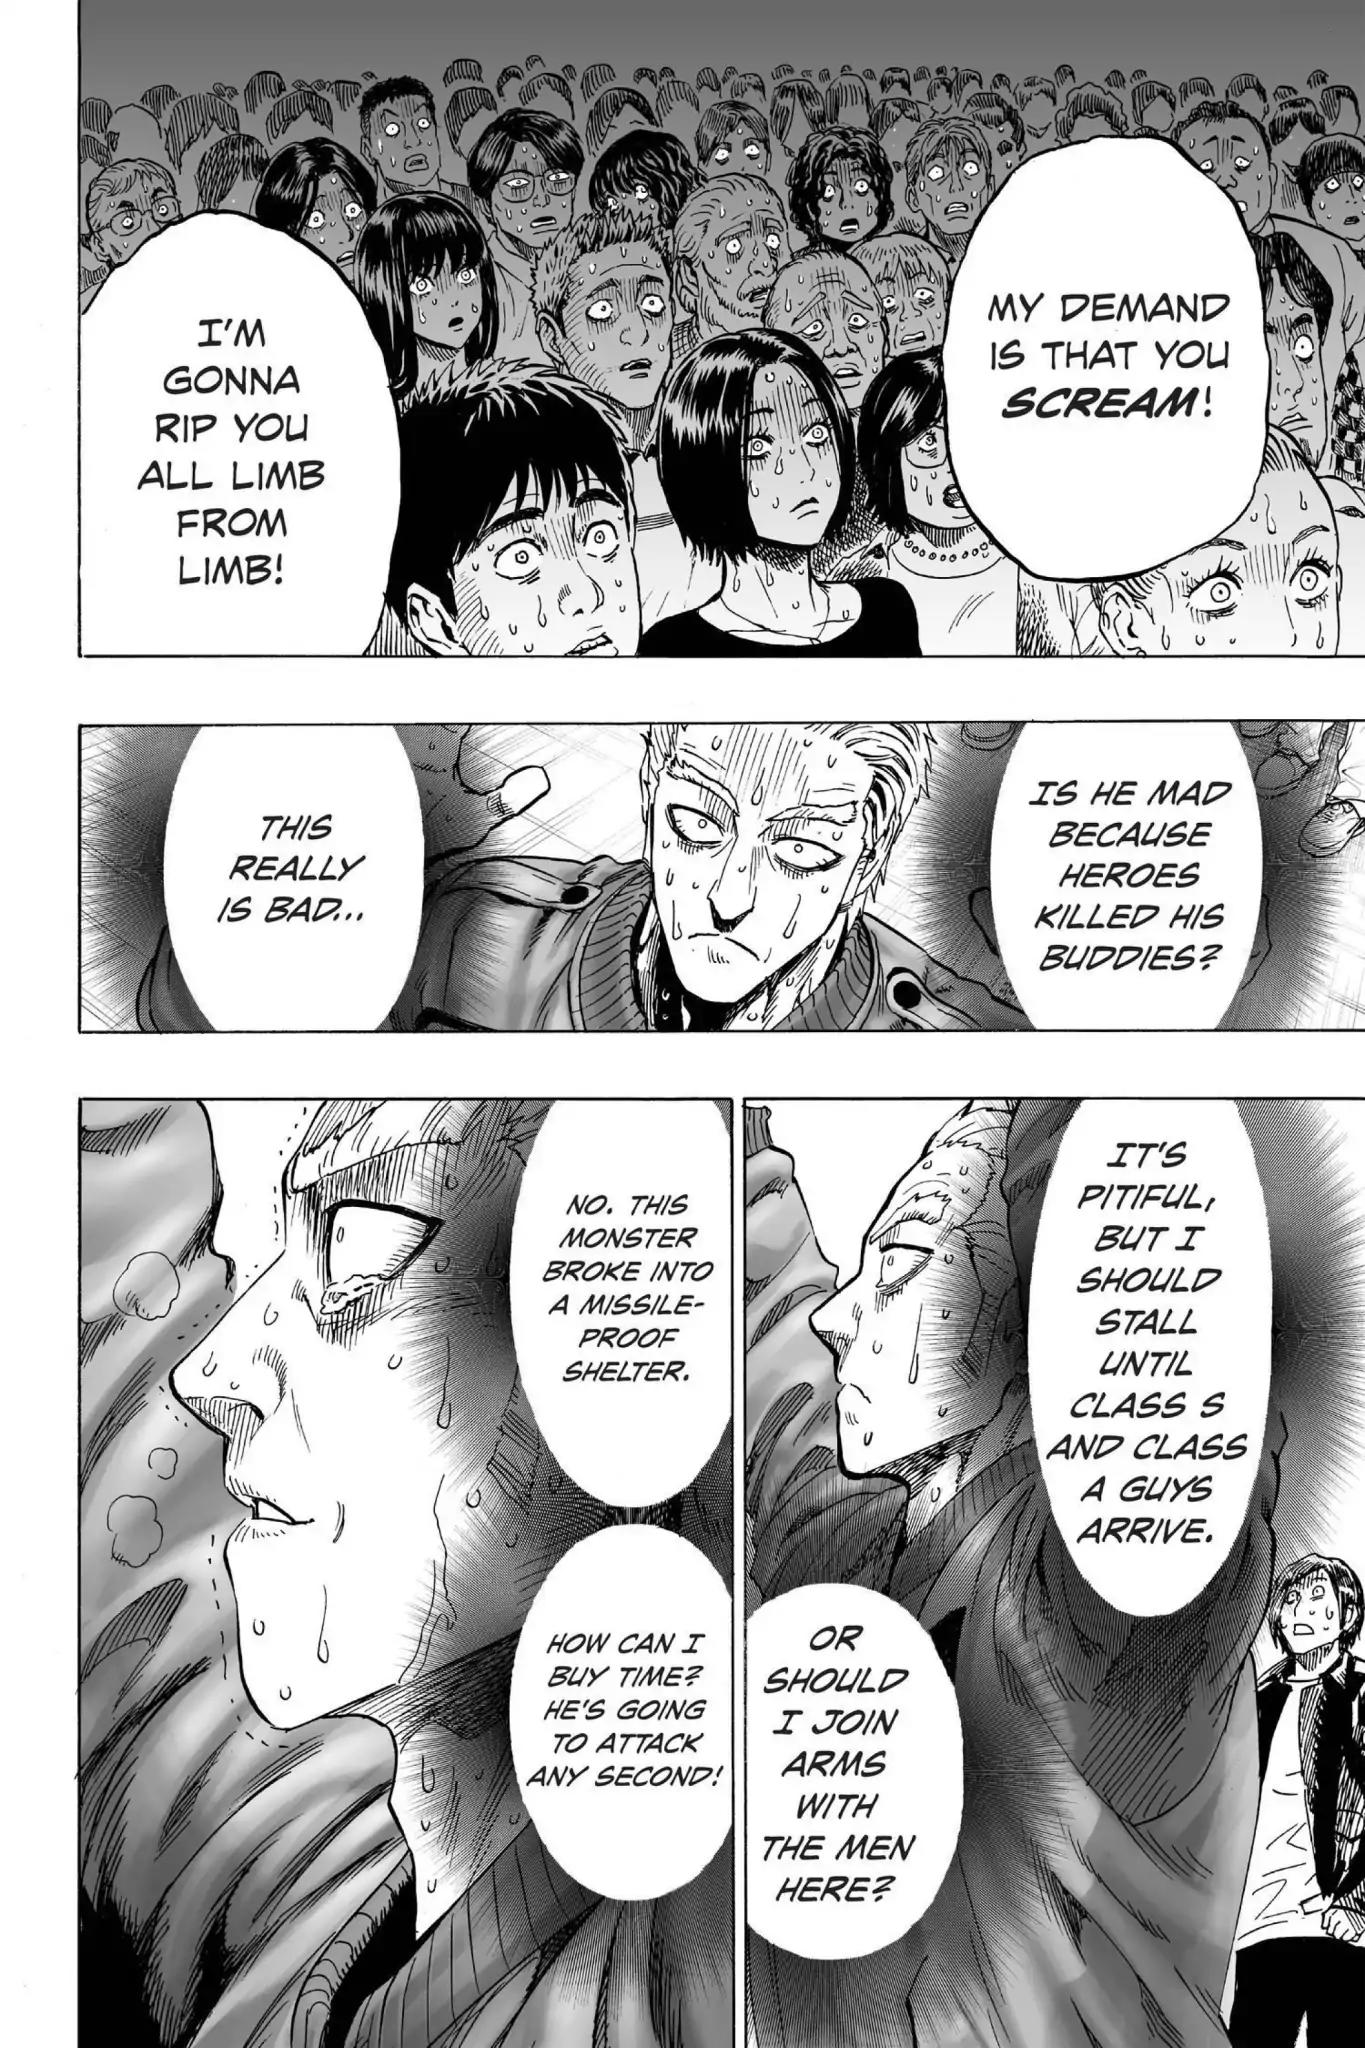 MY DEMAND
IS THAT YOU
SCREAM!
I'M
GONNA
RIP YOU
ALL LIMB
FROM
LIMB!
IS HE MAD
BECAUSE
HEROES
KILLED HIS
BUDDIES?
THIS
REALLY
IS BAD...
IT'S
PITIFUL,
BUT I
SHOULD
STALL
UNTIL
CLASS S
AND CLASS
A GUYS
ARRIVE.
OR
SHOULD
I JOIN
ARMS
WITH
THE MEN
HERE?
NO. THIS
MONSTER
BROKE INTO
A MISSILE-
PROOF
SHELTER.
HOW CAN I
BUY TIME?
HE'S GOING
TO ATTACK
ANY SECOND!